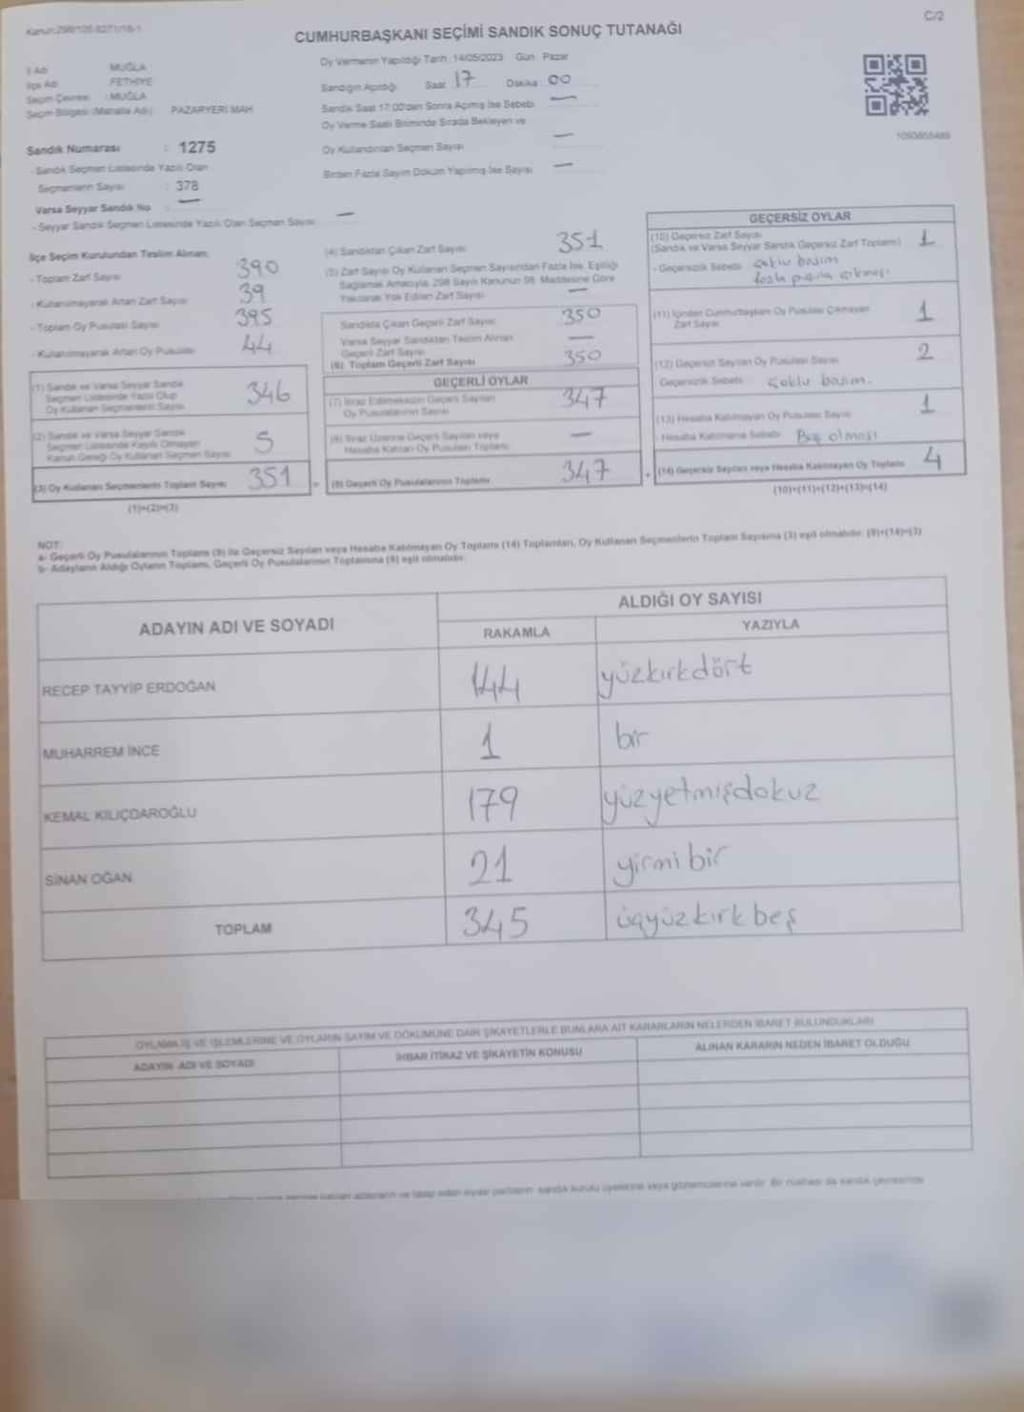 C/2
CUMHURBAŞKANI SEÇİMİ SANDIK SONUÇ TUTANAĞI
İl Adı MUĞLA
İlçe Adı FETHİYE
Seçim Çevresi : MUĞLA
Seçim Bölgesi (Mahalle Adı) : PAZARYERİ MAH
Sandık Numarası : 1275
- Sandık Seçmen Listesinde Yazılı Olan
Seçmenlerin Sayısı : 378
Varsa Seyyar Sandık No : —
- Seyyar Sandık Seçmen Listesinde Yazılı Olan Seçmen Sayısı —
Oy Vermenin Yapıldığı Tarih: 14/05/2023 Gün: Pazar
Sandığın Açıldığı Saat 17 Dakika 00
Sandık Saat 17:00'den Sonra Açılmış İse Sebebi —
Oy Verme Saati Bitiminde Sırada Bekleyen ve
Oy Kullandırılan Seçmen Sayısı —
Birden Fazla Sayım Döküm Yapılmış İse Sayısı —
İlçe Seçim Kurulundan Teslim Alınan:
- Toplam Zarf Sayısı 390
- Kullanılmayarak Artan Zarf Sayısı 39
- Toplam Oy Pusulası Sayısı 395
- Kullanılmayarak Artan Oy Pusulası 44
(1) Sandık ve Varsa Seyyar Sandık
Seçmen Listesinde Yazılı Olup
Oy Kullanan Seçmenlerin Sayısı 346
(2) Sandık ve Varsa Seyyar Sandık
Seçmen Listesinde Kayıtlı Olmayan
Kanun Gereği Oy Kullanan Seçmen Sayısı 5
(3) Oy Kullanan Seçmenlerin Toplam Sayısı 351
(1)+(2)=(3)
(4) Sandıktan Çıkan Zarf Sayısı 351
(5) Zarf Sayısı Oy Kullanan Seçmen Sayısından Fazla İse, Eşitliği
Sağlamak Amacıyla, 298 Sayılı Kanunun 98. Maddesine Göre
Yakılarak Yok Edilen Zarf Sayısı —
Sandıkta Çıkan Geçerli Zarf Sayısı 350
Varsa Seyyar Sandıktan Teslim Alınan
Geçerli Zarf Sayısı —
(6) Toplam Geçerli Zarf Sayısı 350
GEÇERLİ OYLAR
(7) İtiraz Edilmeksizin Geçerli Sayılan
Oy Pusulalarının Sayısı 347
(8) İtiraz Üzerine Geçerli Sayılan veya
Hesaba Katılan Oy Pusulası Toplamı —
(9) Geçerli Oy Pusulalarının Toplamı 347
GEÇERSİZ OYLAR
(10) Geçersiz Zarf Sayısı
(Sandık ve Varsa Seyyar Sandık Geçersiz Zarf Toplamı) 1
- Geçersizlik Sebebi çoklu basım
fazla pusula çıkması
(11) İçinden Cumhurbaşkanı Oy Pusulası Çıkmayan
Zarf Sayısı 1
(12) Geçersiz Sayılan Oy Pusulası Sayısı 2
Geçersizlik Sebebi çoklu basım.
(13) Hesaba Katılmayan Oy Pusulası Sayısı 1
- Hesaba Katılmama Sebebi Boş olması
(14) Geçersiz Sayılan veya Hesaba Katılmayan Oy Toplamı 4
(10)+(11)+(12)+(13)=(14)
NOT:
a- Geçerli Oy Pusulalarının Toplamı (9) ile Geçersiz Sayılan veya Hesaba Katılmayan Oy Toplamı (14) Toplamları, Oy Kullanan Seçmenlerin Toplam Sayısına (3) eşit olmalıdır. (9)+(14)=(3)
b- Adayların Aldığı Oyların Toplamı, Geçerli Oy Pusulalarının Toplamına (9) eşit olmalıdır.
ADAYIN ADI VE SOYADI
ALDIĞI OY SAYISI
RAKAMLA YAZIYLA
RECEP TAYYİP ERDOĞAN 144 yüzkırkdört
MUHARREM İNCE 1 bir
KEMAL KILIÇDAROĞLU 179 yüzyetmişdokuz
SİNAN OĞAN 21 yirmi bir
TOPLAM 345 üçyüzkırkbeş
OYLAMA İŞ VE İŞLEMLERİNE VE OYLARIN SAYIM VE DÖKÜMÜNE DAİR ŞİKAYETLERLE BUNLARA AİT KARARLARIN NELERDEN İBARET BULUNDUKLARI
ADAYIN ADI VE SOYADI İHBAR İTİRAZ VE ŞİKAYETİN KONUSU ALINAN KARARIN NEDEN İBARET OLDUĞU